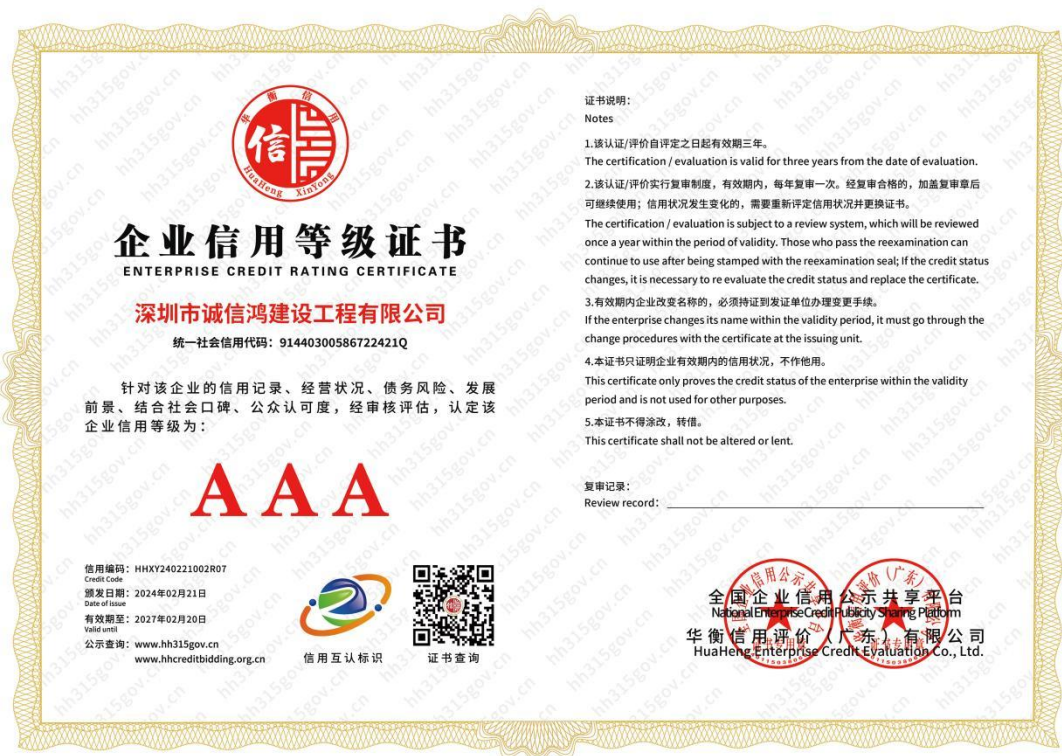 华衡信用
信
HuaHeng XinYong
企业信用等级证书
ENTERPRISE CREDIT RATING CERTIFICATE
深圳市诚信鸿建设工程有限公司
统一社会信用代码：91440300586722421Q
针对该企业的信用记录、经营状况、债务风险、发展
前景、结合社会口碑、公众认可度，经审核评估，认定该
企业信用等级为：
AAA
信用编码：HHXY240221002R07
Credit Code
颁发日期：2024年02月21日
Date of issue
有效期至：2027年02月20日
Valid until
公示查询：www.hh315gov.cn
www.hhcreditbidding.org.cn
信用互认标识
证书查询
证书说明：
Notes
1.该认证/评价自评定之日起有效期三年。
The certification / evaluation is valid for three years from the date of evaluation.
2.该认证/评价实行复审制度，有效期内，每年复审一次。经复审合格的，加盖复审章后
可继续使用；信用状况发生变化的，需要重新评定信用状况并更换证书。
The certification / evaluation is subject to a review system, which will be reviewed
once a year within the period of validity. Those who pass the reexamination can
continue to use after being stamped with the reexamination seal; If the credit status
changes, it is necessary to re evaluate the credit status and replace the certificate.
3.有效期内企业改变名称的，必须持证到发证单位办理变更手续。
If the enterprise changes its name within the validity period, it must go through the
change procedures with the certificate at the issuing unit.
4.本证书只证明企业有效期内的信用状况，不作他用。
This certificate only proves the credit status of the enterprise within the validity
period and is not used for other purposes.
5.本证书不得涂改，转借。
This certificate shall not be altered or lent.
复审记录：
Review record:
全国企业信用公示共享平台
National Enterprise Credit Publicity Sharing Platform
华衡信用评价（广东）有限公司
HuaHeng Enterprise Credit Evaluation Co., Ltd.
证书专用章
证书专用章
hh315gov.cn